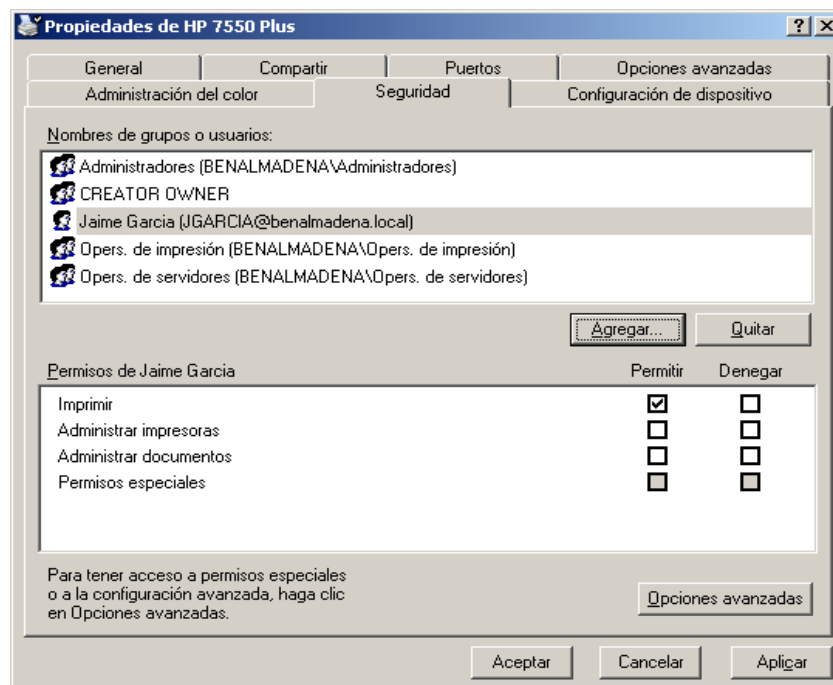 Propiedades de HP 7550 Plus
General Compartir Puertos Opciones avanzadas
Administración del color Seguridad Configuración de dispositivo
Nombres de grupos o usuarios:
Administradores (BENALMADENA\Administradores)
CREATOR OWNER
Jaime Garcia (JGARCIA@benalmadena.local)
Opers. de impresión (BENALMADENA\Opers. de impresión)
Opers. de servidores (BENALMADENA\Opers. de servidores)
Agregar... Quitar
Permisos de Jaime Garcia Permitir Denegar
Imprimir
Administrar impresoras
Administrar documentos
Permisos especiales
Para tener acceso a permisos especiales
o a la configuración avanzada, haga clic
en Opciones avanzadas.
Opciones avanzadas
Aceptar Cancelar Aplicar